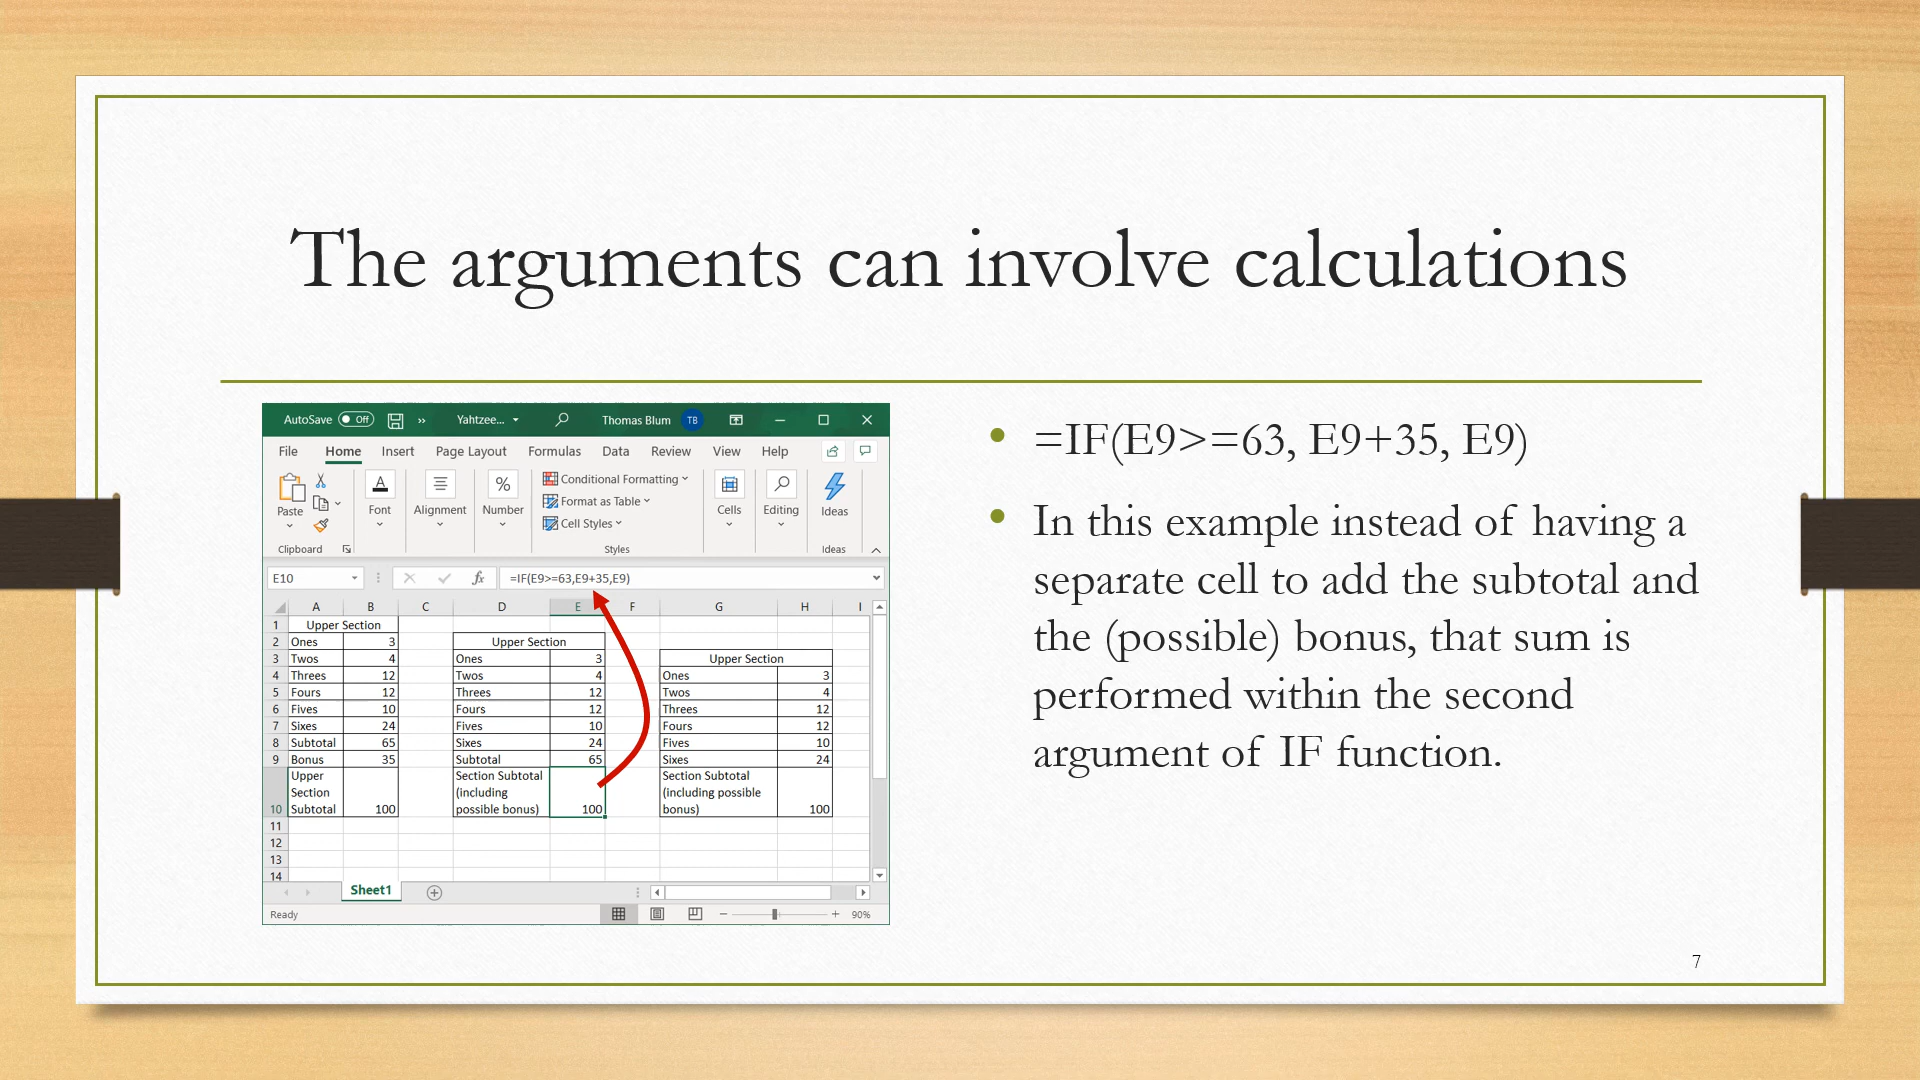 The arguments can involve calculations
AutoSave Off Yahtzee... Thomas Blum TB
File Home Insert Page Layout Formulas Data Review View Help
Paste
Font
Alignment
%
Number
Conditional Formatting
Format as Table
Cell Styles
Cells
Editing
Ideas
Clipboard Styles Ideas
E10 fx =IF(E9>=63,E9+35,E9)
A B C D E F G H I
1 Upper Section
2 Ones 3 Upper Section
3 Twos 4 Ones 3 Upper Section
4 Threes 12 Twos 4 Ones 3
5 Fours 12 Threes 12 Twos 4
6 Fives 10 Fours 12 Threes 12
7 Sixes 24 Fives 10 Fours 12
8 Subtotal 65 Sixes 24 Fives 10
9 Bonus 35 Subtotal 65 Sixes 24
Upper Section Subtotal (including possible bonus) Section Subtotal (including possible bonus)
Section
10 Subtotal 100 100 100
11
12
13
14
Sheet1
Ready 90%
• =IF(E9>=63, E9+35, E9)
• In this example instead of having a
separate cell to add the subtotal and
the (possible) bonus, that sum is
performed within the second
argument of IF function.
7